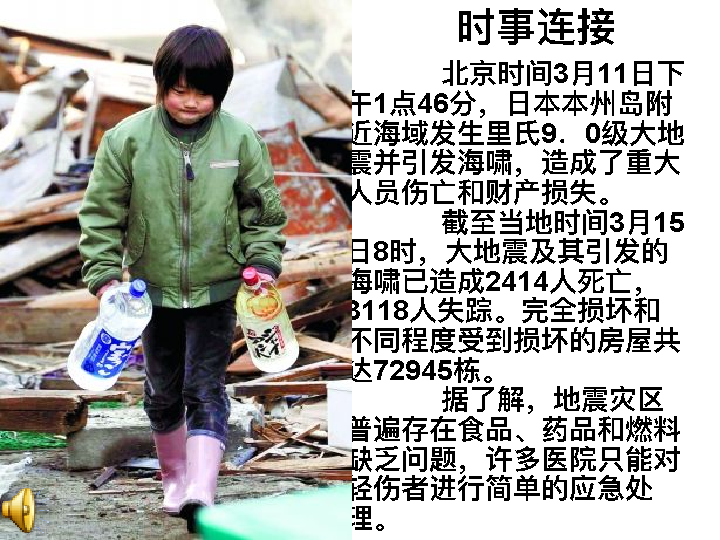 时事连接
北京时间3月11日下
午1点46分，日本本州岛附
近海域发生里氏9．0级大地
震并引发海啸，造成了重大
人员伤亡和财产损失。
截至当地时间3月15
日8时，大地震及其引发的
海啸已造成2414人死亡，
3118人失踪。完全损坏和
不同程度受到损坏的房屋共
达72945栋。
据了解，地震灾区
普遍存在食品、药品和燃料
缺乏问题，许多医院只能对
轻伤者进行简单的应急处
理。